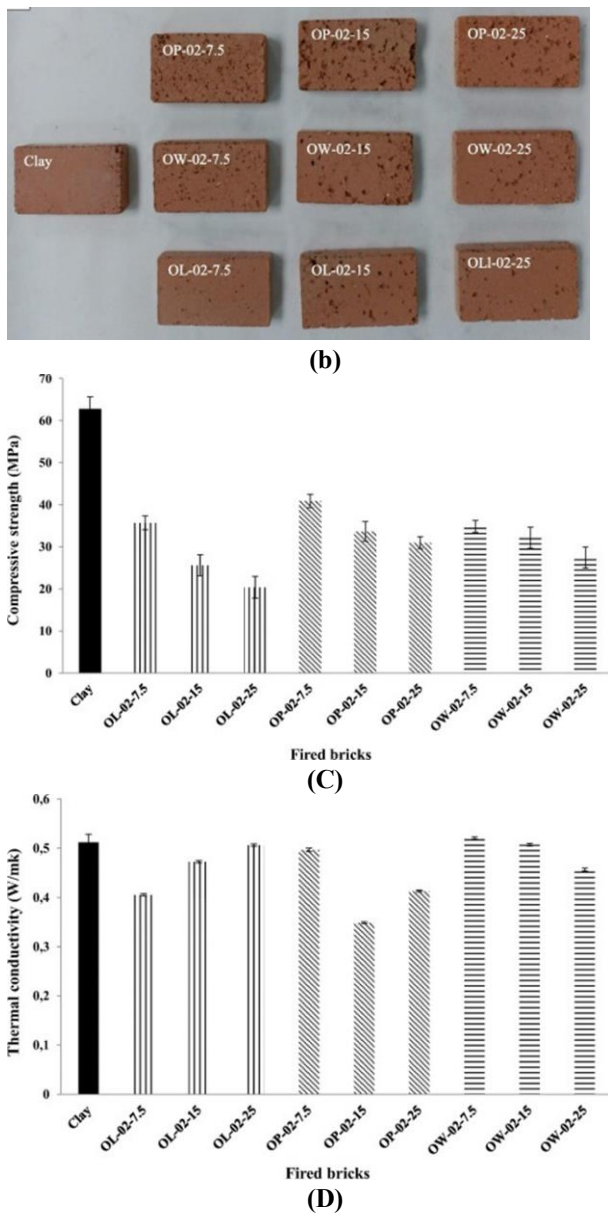 OP-02-7.5 OP-02-15 OP-02-25
Clay OW-02-7.5 OW-02-15 OW-02-25
OL-02-7.5 OL-02-15 OLl-02-25
(b)
Compressive strength (MPa)
70
60
50
40
30
20
10
0
Clay OL-02-7.5 OL-02-15 OL-02-25 OP-02-7.5 OP-02-15 OP-02-25 OW-02-7.5 OW-02-15 OW-02-25
Fired bricks
(C)
Thermal conductivity (W/mk)
0,6
0,5
0,4
0,3
0,2
0,1
0
Clay OL-02-7.5 OL-02-15 OL-02-25 OP-02-7.5 OP-02-15 OP-02-25 OW-02-7.5 OW-02-15 OW-02-25
Fired bricks
(D)